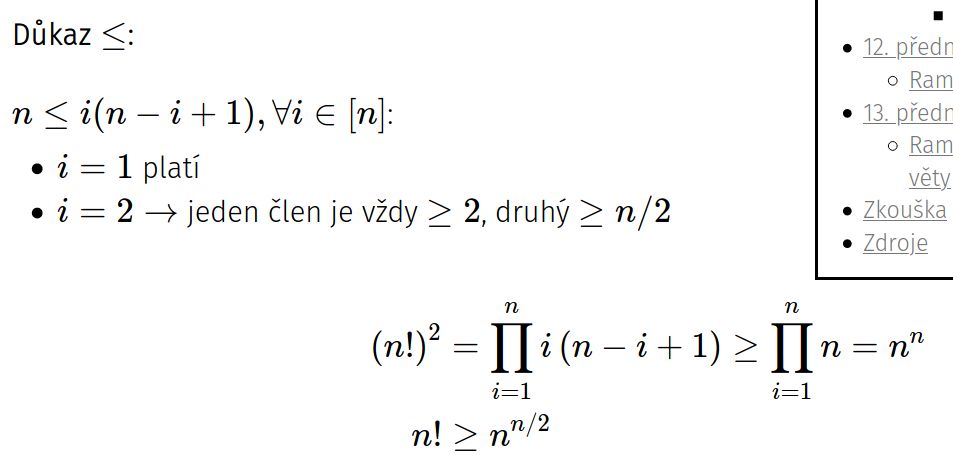 Důkaz ≤:
n ≤ i(n − i + 1), ∀i ∈ [n]:
• i = 1 platí
• i = 2 → jeden člen je vždy ≥ 2, druhý ≥ n/2
(n!)² = ∏_{i=1}^{n} i (n − i + 1) ≥ ∏_{i=1}^{n} n = nⁿ
n! ≥ n^{n/2}
12. předn
Ram
13. předn
Ram
věty
Zkouška
Zdroje